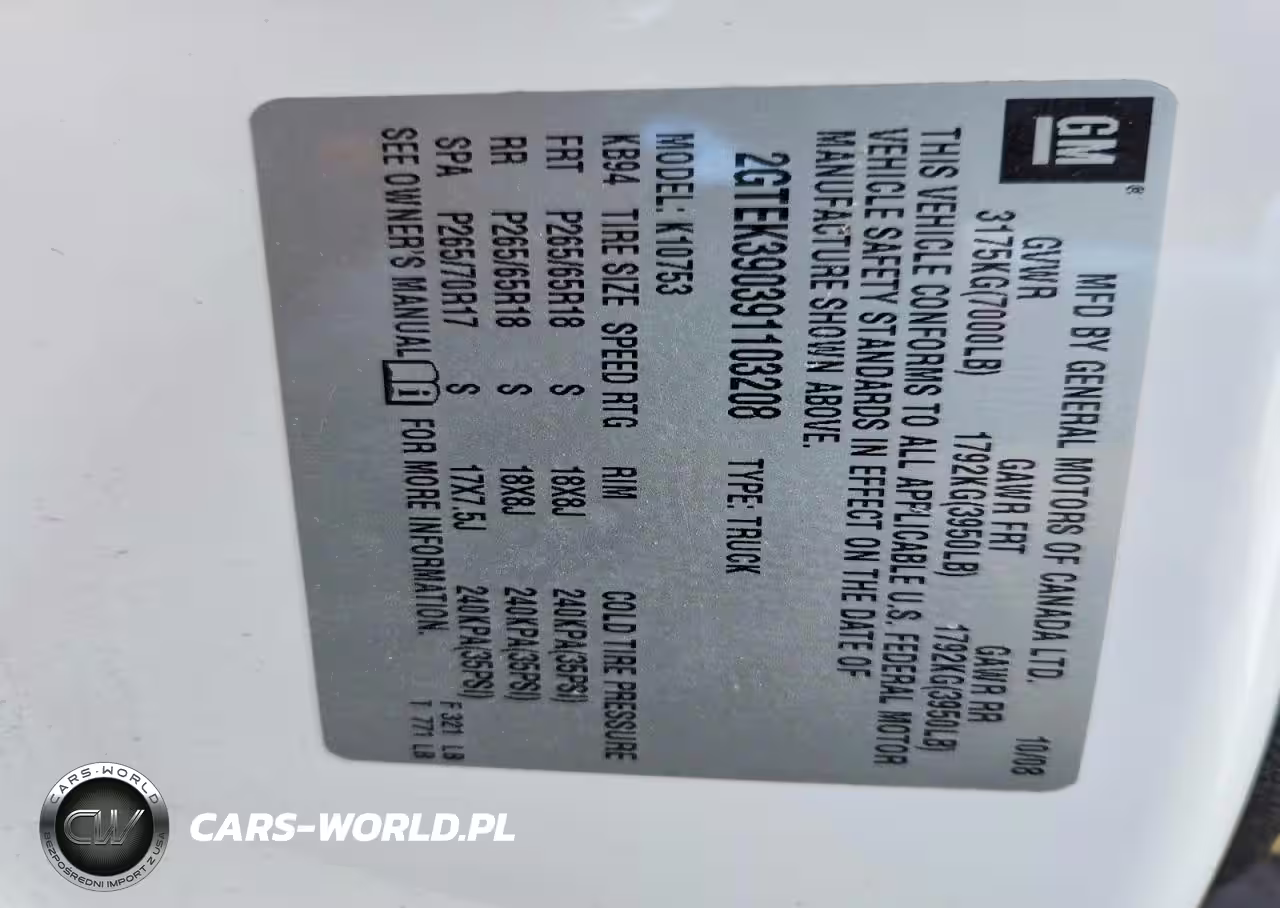 GM®
MFD BY GENERAL MOTORS OF CANADA LTD. 10/08
GVWR GAWR FRT GAWR RR
3175KG(7000LB) 1792KG(3950LB) 1792KG(3950LB)
THIS VEHICLE CONFORMS TO ALL APPLICABLE U.S. FEDERAL MOTOR
VEHICLE SAFETY STANDARDS IN EFFECT ON THE DATE OF
MANUFACTURE SHOWN ABOVE.
2GTEK390391103208 TYPE: TRUCK
MODEL: K10753
KB94 TIRE SIZE SPEED RTG RIM COLD TIRE PRESSURE
FRT P265/65R18 S 18X8J 240KPA(35PSI)
RR P265/65R18 S 18X8J 240KPA(35PSI)
SPA P265/70R17 S 17X7.5J 240KPA(35PSI) F 321 LB
SEE OWNER'S MANUAL i FOR MORE INFORMATION. T 771 LB
CARS-WORLD
CW
BEZPOŚREDNI IMPORT Z USA
CARS-WORLD.PL